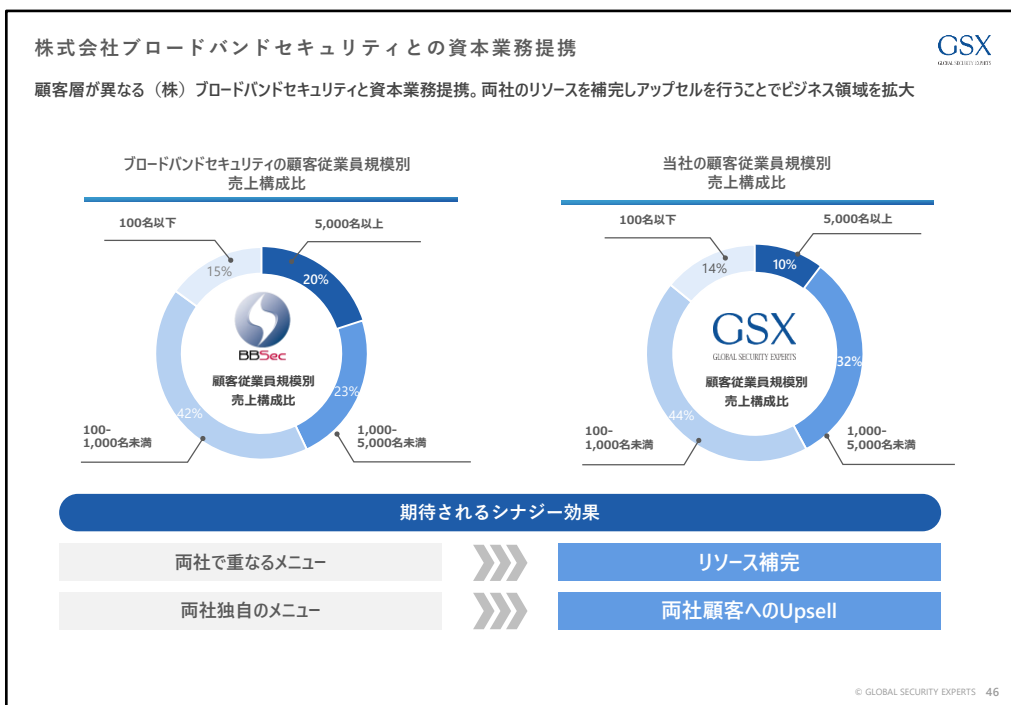 株式会社ブロードバンドセキュリティとの資本業務提携
GSX
GLOBAL SECURITY EXPERTS
顧客層が異なる（株）ブロードバンドセキュリティと資本業務提携。両社のリソースを補完しアップセルを行うことでビジネス領域を拡大
ブロードバンドセキュリティの顧客従業員規模別
売上構成比
100名以下
5,000名以上
15%
20%
BBSec
顧客従業員規模別
売上構成比
23%
42%
100-
1,000名未満
1,000-
5,000名未満
当社の顧客従業員規模別
売上構成比
100名以下
5,000名以上
14%
10%
GSX
GLOBAL SECURITY EXPERTS
顧客従業員規模別
売上構成比
32%
44%
100-
1,000名未満
1,000-
5,000名未満
期待されるシナジー効果
両社で重なるメニュー
リソース補完
両社独自のメニュー
両社顧客へのUpsell
© GLOBAL SECURITY EXPERTS 46